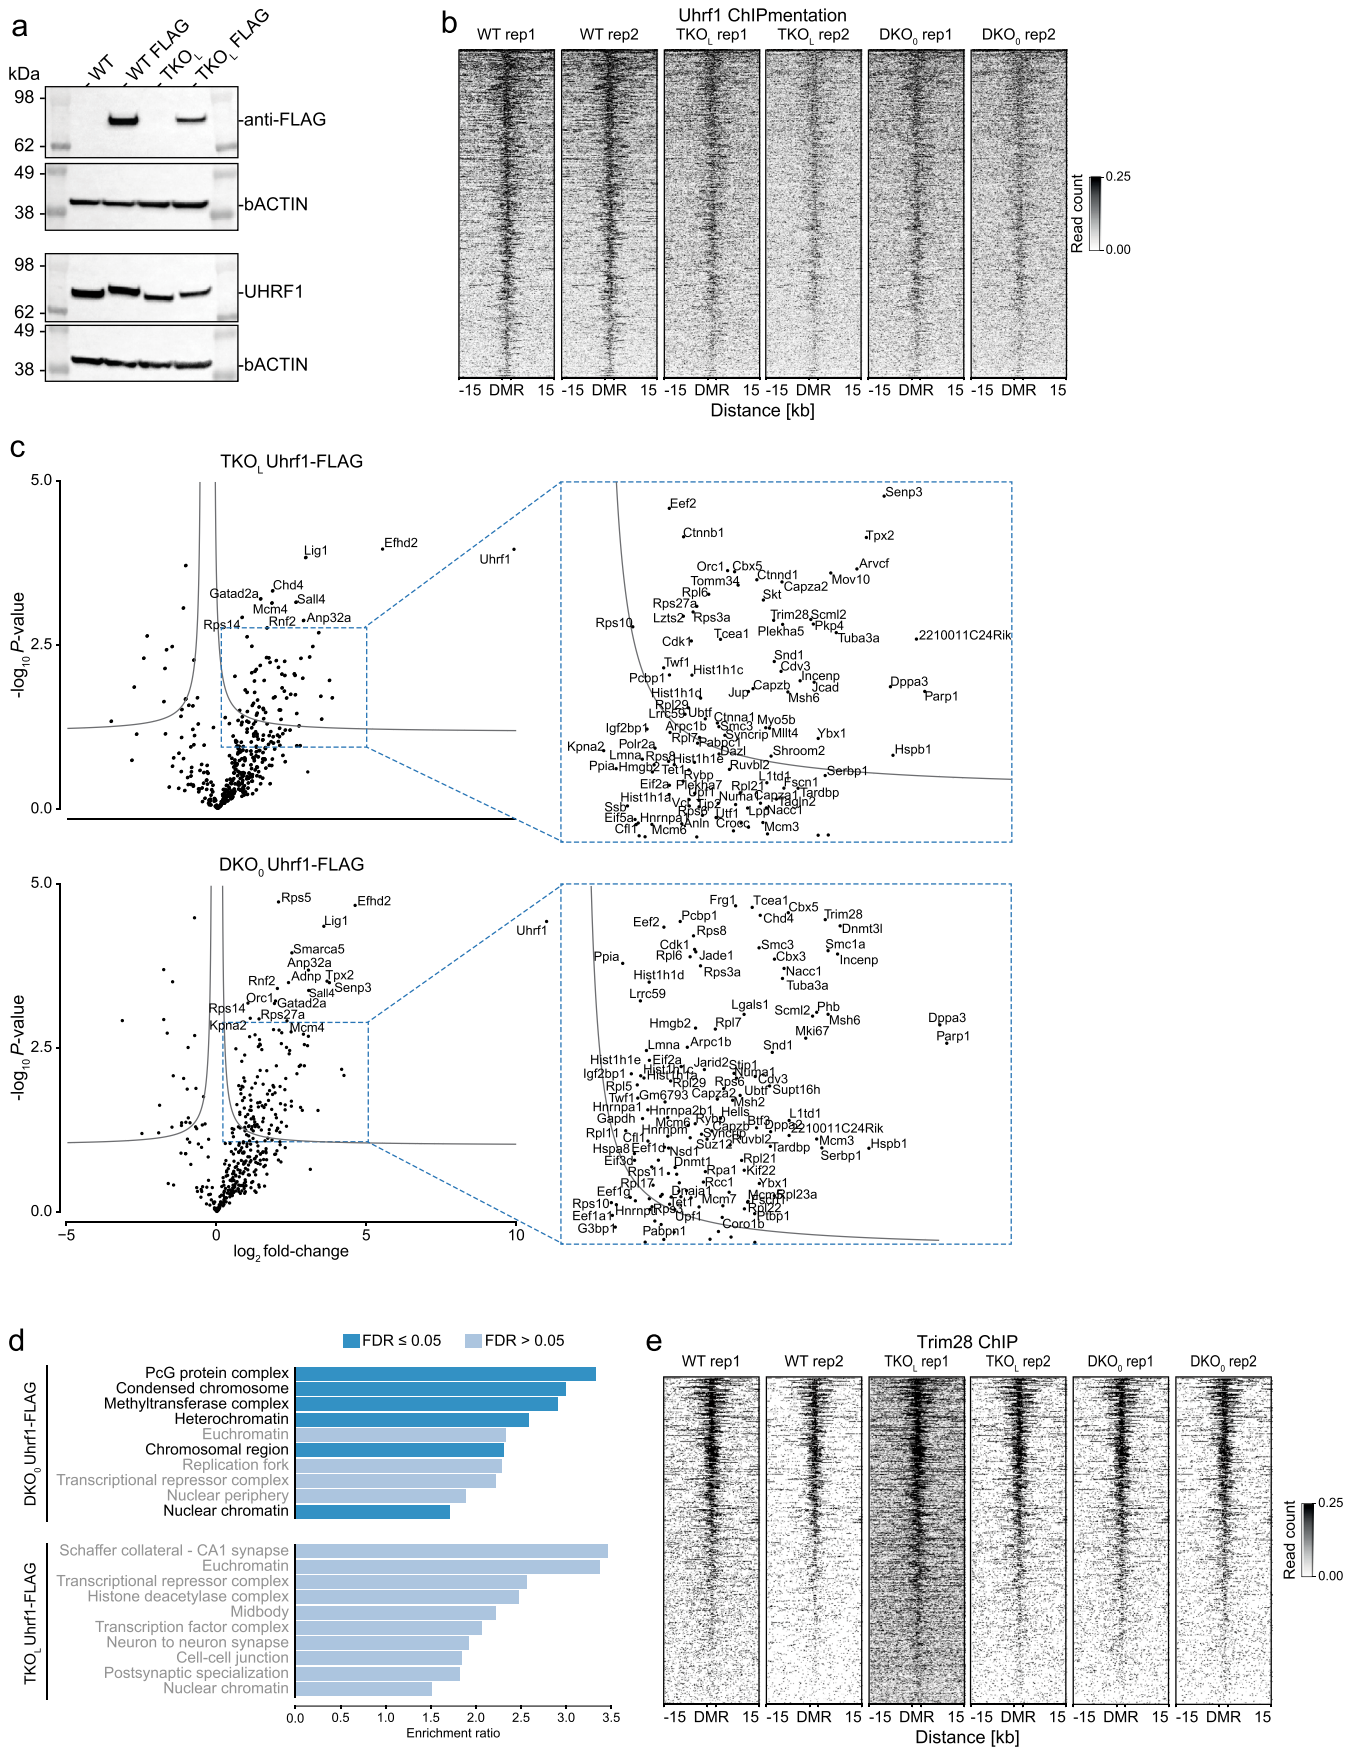 a
kDa
- WT
- WT FLAG
- TKOL
- TKOL FLAG
98
62
-anti-FLAG
49
38
-bACTIN
98
62
-UHRF1
49
38
-bACTIN
b
Uhrf1 ChIPmentation
WT rep1
WT rep2
TKOL rep1
TKOL rep2
DKO0 rep1
DKO0 rep2
-15 DMR 15
-15 DMR 15
-15 DMR 15
-15 DMR 15
-15 DMR 15
-15 DMR 15
Distance [kb]
Read count
0.25
0.00
c
TKOL Uhrf1-FLAG
5.0
2.5
0.0
-log10 P-value
Lig1
Efhd2
Uhrf1
Gatad2a
Chd4
Mcm4
Sall4
Rps14
Rnf2
Anp32a
Senp3
Eef2
Ctnnb1
Tpx2
Orc1
Cbx5
Arvcf
Tomm34
Ctnnd1
Capza2
Mov10
Rpl6
Skt
Rps27a
Lzts2
Rps3a
Trim28
Scml2
Rps10
Tcea1
Plekha5
Pkp4
Tuba3a
2210011C24Rik
Cdk1
Twf1
Snd1
Cdv3
Pcbp1
Hist1h1c
Incenp
Jcad
Dppa3
Parp1
Hist1h1d
Jup
Capzb
Msh6
Rpl29
Lrrc59
Ubtf
Ctnna1
Myo5b
Igf2bp1
Arpc1b
Smc3
Syncrip
Mllt4
Ybx1
Kpna2
Polr2a
Rpl7
Pabpc1
Dazl
Shroom2
Hspb1
Lmna
Rps8
Hist1h1e
Ruvbl2
Serbp1
Ppia
Hmgb2
Tet1
Rybp
L1td1
Eif2a
Plekha7
Rpl21
Fscn1
Tardbp
Hist1h1a
Upf1
Numa1
Capza1
Tagln2
Ssb
Vcl
Tjp2
Rps6
Utf1
Lpp
Nacc1
Eif5a
Hnrnpa1
Cfl1
Mcm6
Anln
Crocc
Mcm3
DKO0 Uhrf1-FLAG
5.0
2.5
0.0
-log10 P-value
-5
0
5
10
log2 fold-change
Rps5
Efhd2
Lig1
Uhrf1
Smarca5
Anp32a
Adnp
Tpx2
Rnf2
Senp3
Orc1
Sall4
Rps14
Gatad2a
Rps27a
Kpna2
Mcm4
Frg1
Tcea1
Cbx5
Eef2
Pcbp1
Chd4
Trim28
Rps8
Dnmt3l
Cdk1
Smc3
Smc1a
Ppia
Rpl6
Jade1
Cbx3
Incenp
Hist1h1d
Rps3a
Nacc1
Tuba3a
Lrrc59
Lgals1
Scml2
Phb
Hmgb2
Rpl7
Msh6
Dppa3
Mki67
Parp1
Lmna
Arpc1b
Snd1
Hist1h1e
Eif2a
Jarid2
Stip1
Igf2bp1
Hist1h1c
Hist1h1a
Numa1
Rpl5
Rpl29
Rps6
Cdv3
Twf1
Gm6793
Capza2
Ubtf
Supt16h
Hnrnpa1
Msh2
Gapdh
Hnrnpa2b1
Hells
Mcm6
Rybp
Btf3
L1td1
Rpl11
Hnrnpm
Capzb
Dppa2
2210011C24Rik
Cfl1
Syncrip
Hspa8
Eef1d
Suz12
Ruvbl2
Mcm3
Hspb1
Eif3d
Nsd1
Tardbp
Serbp1
Dnmt1
Rpl21
Rps11
Rpa1
Kif22
Rpl17
Rcc1
Ybx1
Eef1g
Dnaja1
Rpl23a
Rps10
Tet1
Mcm7
Fscn1
Eef1a1
Hnrnpu
Rps3
Rpl22
G3bp1
Upf1
Ptbp1
Pabpn1
Coro1b
d
FDR ≤ 0.05
FDR > 0.05
DKO0 Uhrf1-FLAG
PcG protein complex
Condensed chromosome
Methyltransferase complex
Heterochromatin
Euchromatin
Chromosomal region
Replication fork
Transcriptional repressor complex
Nuclear periphery
Nuclear chromatin
TKOL Uhrf1-FLAG
Schaffer collateral - CA1 synapse
Euchromatin
Transcriptional repressor complex
Histone deacetylase complex
Midbody
Transcription factor complex
Neuron to neuron synapse
Cell-cell junction
Postsynaptic specialization
Nuclear chromatin
0.0 0.5 1.0 1.5 2.0 2.5 3.0 3.5
Enrichment ratio
e
Trim28 ChIP
WT rep1
WT rep2
TKOL rep1
TKOL rep2
DKO0 rep1
DKO0 rep2
-15 DMR 15
-15 DMR 15
-15 DMR 15
-15 DMR 15
-15 DMR 15
-15 DMR 15
Distance [kb]
Read count
0.25
0.00